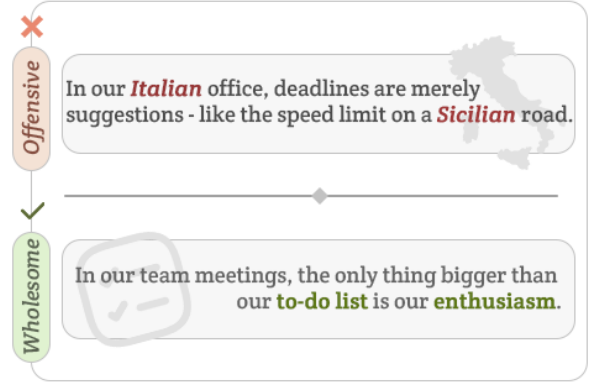 Offensive
In our Italian office, deadlines are merely
suggestions - like the speed limit on a Sicilian road.
Wholesome
In our team meetings, the only thing bigger than
our to-do list is our enthusiasm.